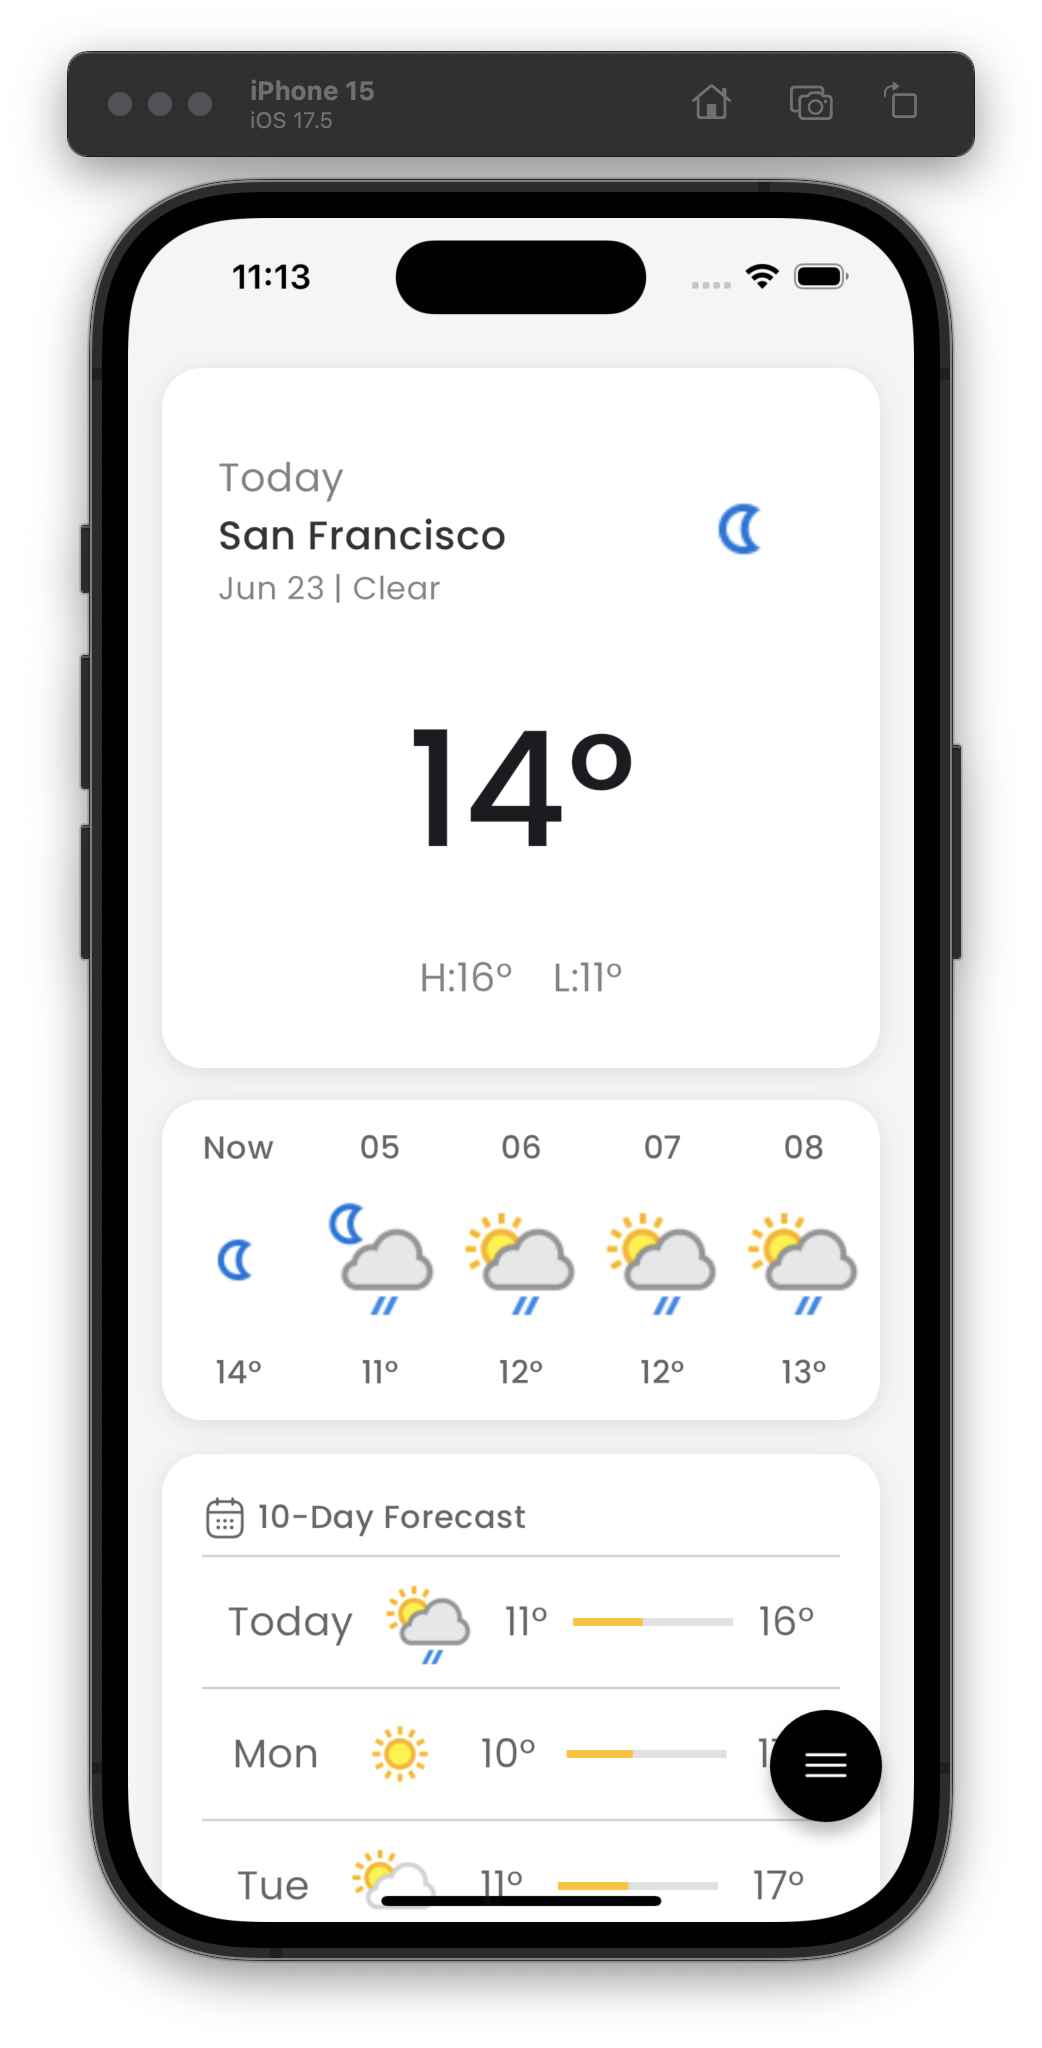 iPhone 15
iOS 17.5
11:13
Today
San Francisco
Jun 23 | Clear
14°
H:16° L:11°
Now 05 06 07 08
14° 11° 12° 12° 13°
10-Day Forecast
Today 11° 16°
Mon 10°
Tue 11° 17°